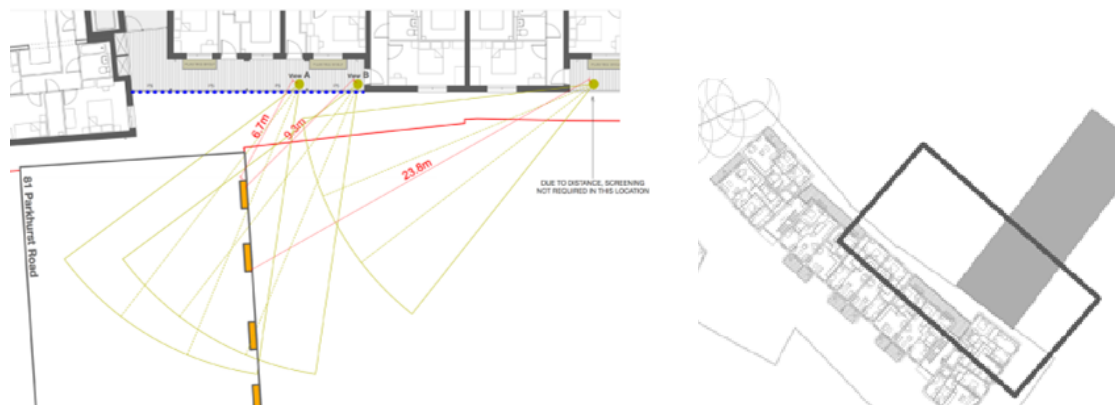 View A
View B
6.7m
9.3m
23.8m
DUE TO DISTANCE, SCREENING
NOT REQUIRED IN THIS LOCATION
81 Parkhurst Road